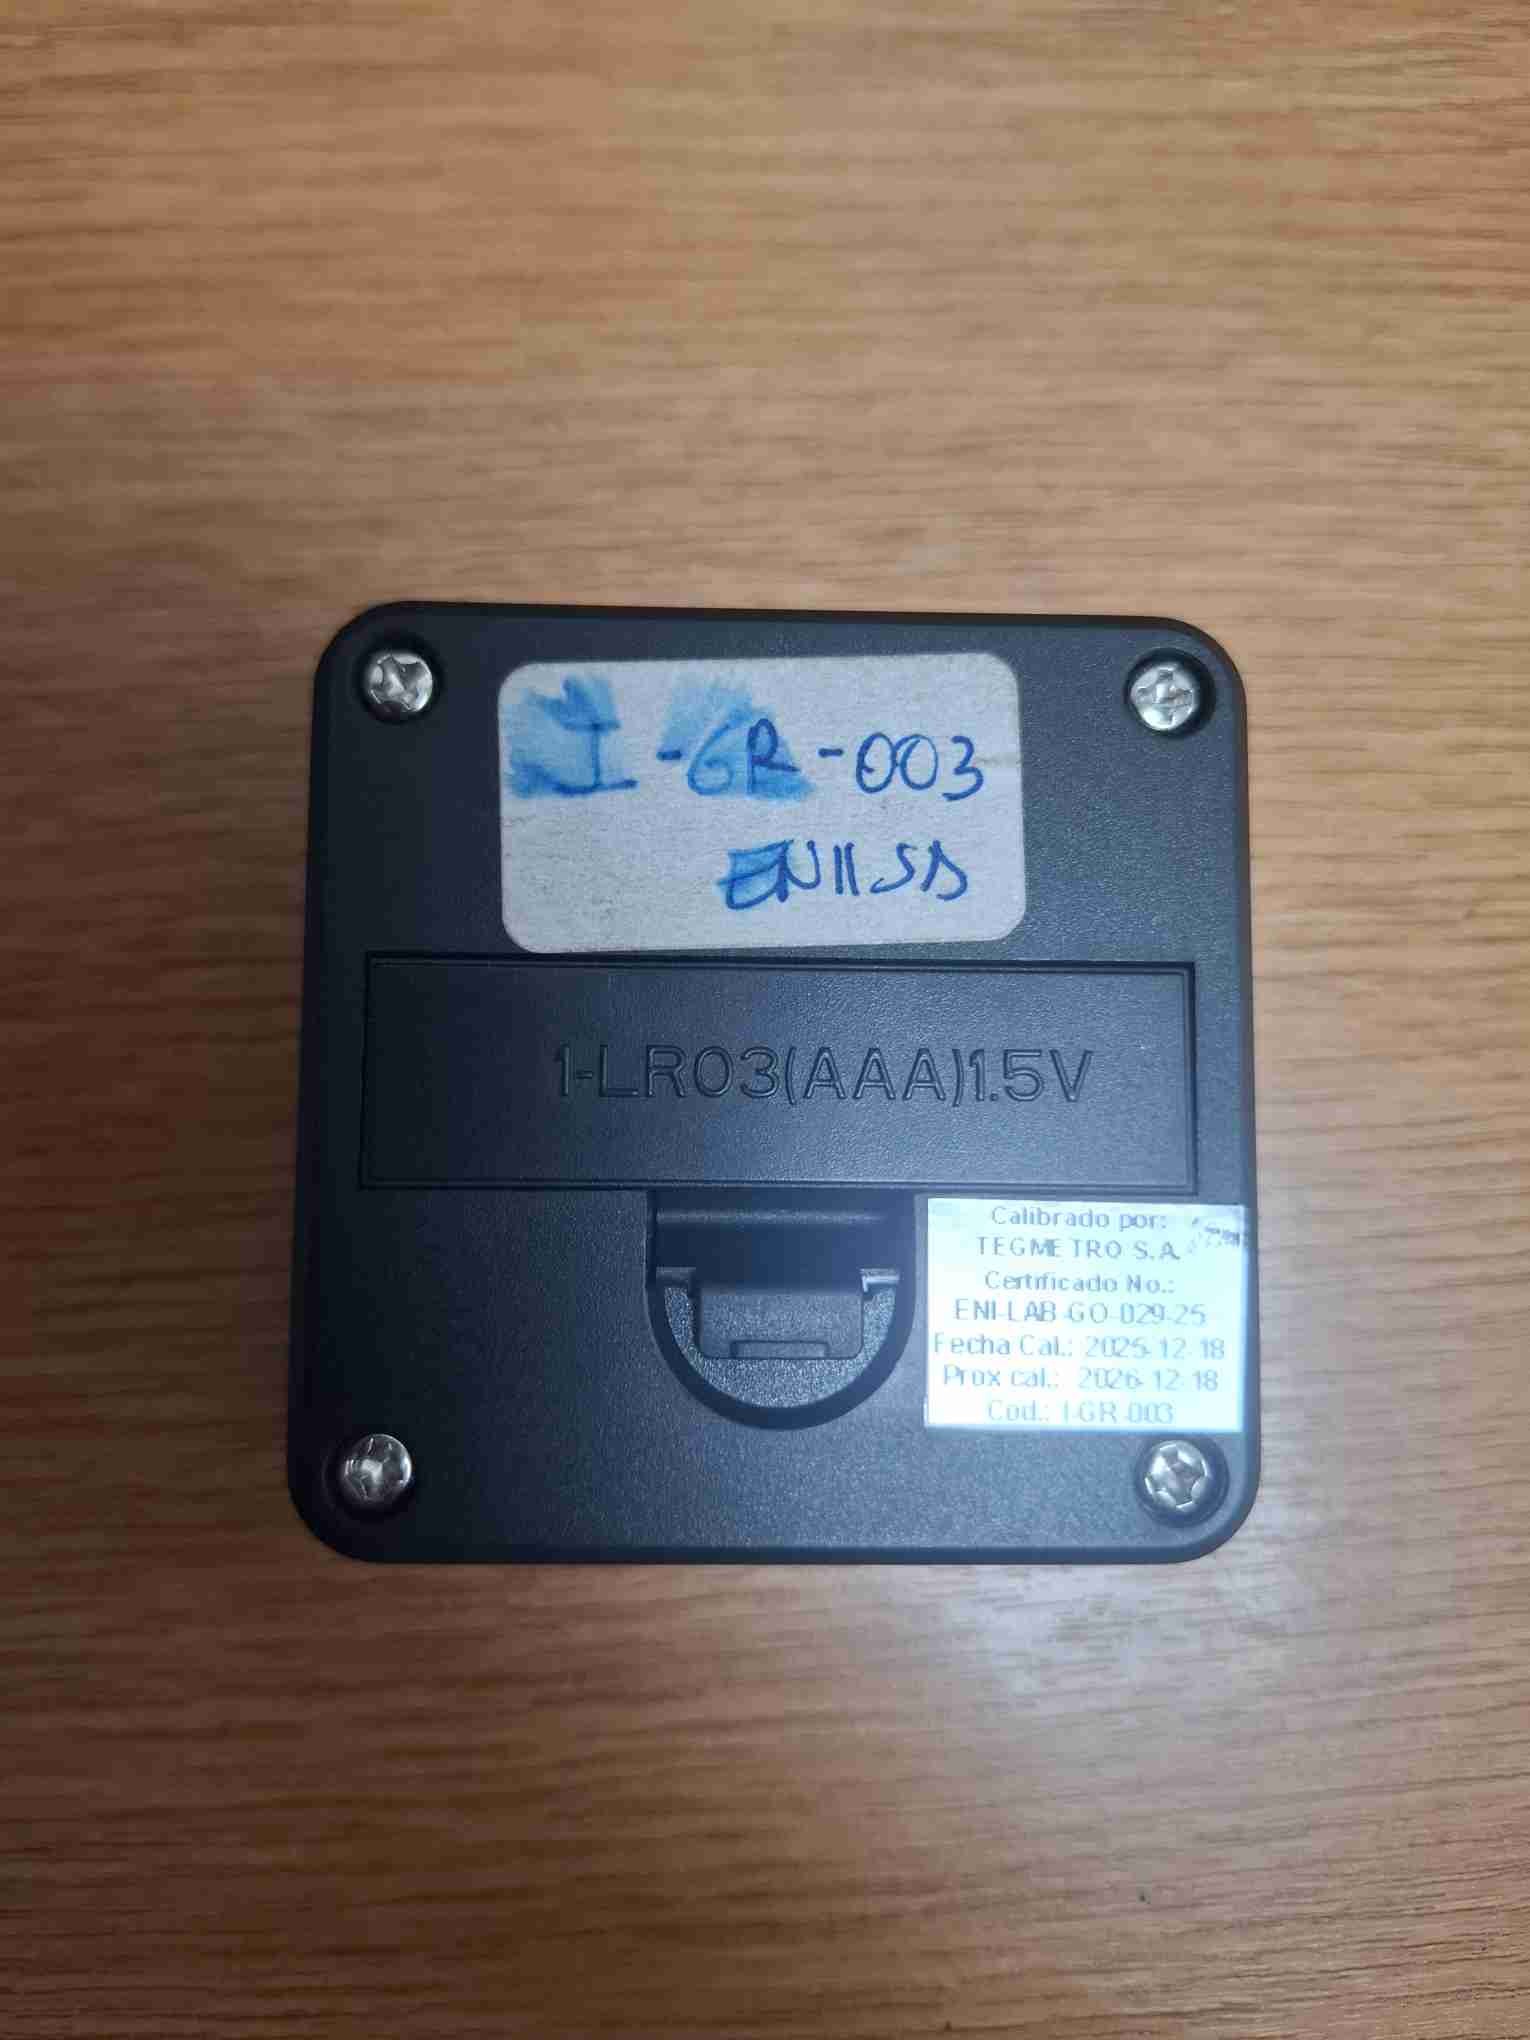 I-GR-003
ENIISA
1-LR03(AAA)1.5V
Calibrado por:
TEGMETRO S.A.
Certificado No.:
ENI-LAB-GO-029-25
Fecha Cal.: 2025-12-18
Prox cal.: 2026-12-18
Cod.: I-GR-003